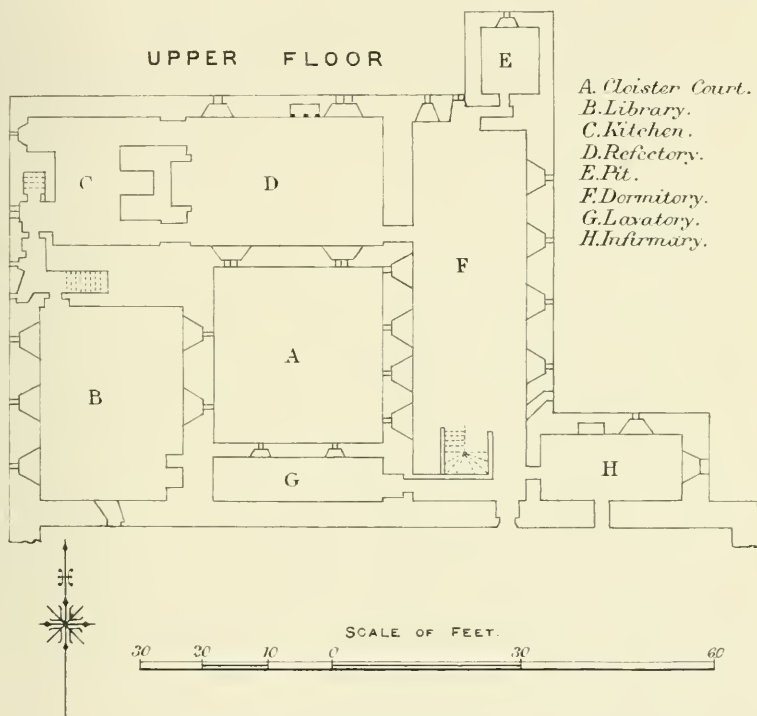 UPPER FLOOR
A. Cloister Court.
B. Library.
C. Kitchen.
D. Refectory.
E. Pit.
F. Dormitory.
G. Lavatory.
H. Infirmary.
E
C
D
F
A
B
G
H
SCALE OF FEET.
30 20 10 0 30 60